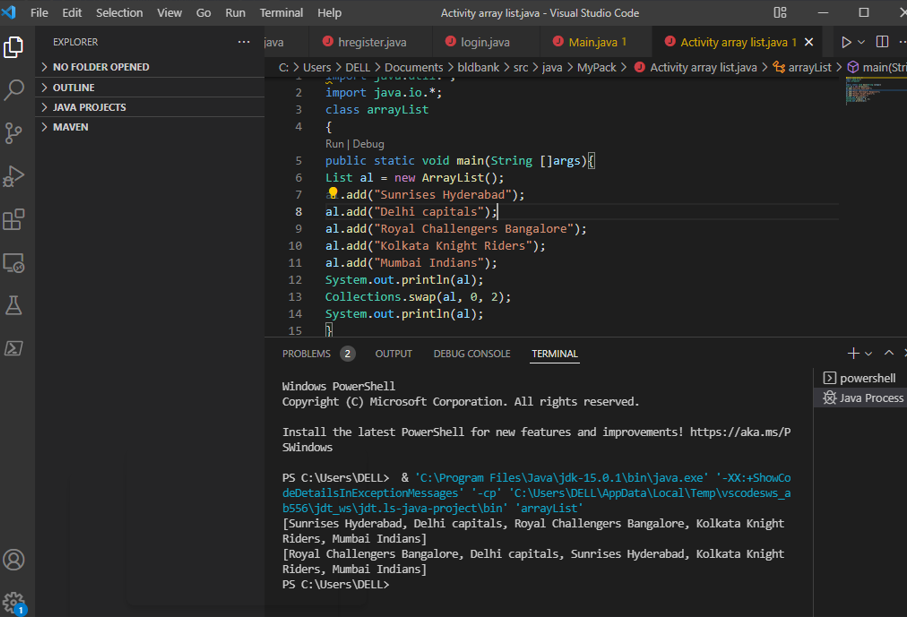 File Edit Selection View Go Run Terminal Help Activity array list.java - Visual Studio Code
EXPLORER
NO FOLDER OPENED
OUTLINE
JAVA PROJECTS
MAVEN
1
java hregister.java login.java Main.java 1 Activity array list.java 1
C: > Users > DELL > Documents > bldbank > src > java > MyPack > Activity array list.java > arrayList > main(Stri
1 import java.util.*;
2 import java.io.*;
3 class arrayList
4 {
Run | Debug
5 public static void main(String []args){
6 List al = new ArrayList();
7 .add("Sunrises Hyderabad");
8 al.add("Delhi capitals");
9 al.add("Royal Challengers Bangalore");
10 al.add("Kolkata Knight Riders");
11 al.add("Mumbai Indians");
12 System.out.println(al);
13 Collections.swap(al, 0, 2);
14 System.out.println(al);
15 }
PROBLEMS 2 OUTPUT DEBUG CONSOLE TERMINAL
Windows PowerShell
Copyright (C) Microsoft Corporation. All rights reserved.
Install the latest PowerShell for new features and improvements! https://aka.ms/P
SWindows
PS C:\Users\DELL> & 'C:\Program Files\Java\jdk-15.0.1\bin\java.exe' '-XX:+ShowCo
deDetailsInExceptionMessages' '-cp' 'C:\Users\DELL\AppData\Local\Temp\vscodesws_a
b556\jdt_ws\jdt.ls-java-project\bin' 'arrayList'
[Sunrises Hyderabad, Delhi capitals, Royal Challengers Bangalore, Kolkata Knight
Riders, Mumbai Indians]
[Royal Challengers Bangalore, Delhi capitals, Sunrises Hyderabad, Kolkata Knight
Riders, Mumbai Indians]
PS C:\Users\DELL>
powershell
Java Process